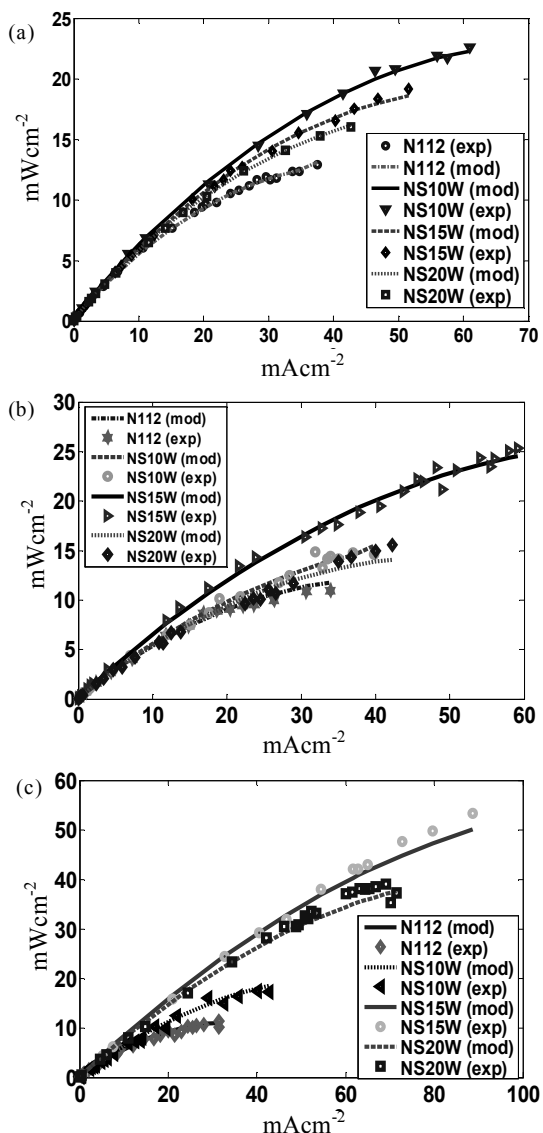 (a)
25
20
15
10
5
0
mWcm-2
N112 (exp)
N112 (mod)
NS10W (mod)
NS10W (exp)
NS15W (mod)
NS15W (exp)
NS20W (mod)
NS20W (exp)
0 10 20 30 40 50 60 70
mAcm-2
(b)
30
25
20
15
10
5
0
mWcm-2
N112 (mod)
N112 (exp)
NS10W (mod)
NS10W (exp)
NS15W (mod)
NS15W (exp)
NS20W (mod)
NS20W (exp)
0 10 20 30 40 50 60
mAcm-2
(c)
60
50
40
30
20
10
0
mWcm-2
N112 (mod)
N112 (exp)
NS10W (mod)
NS10W (exp)
NS15W (mod)
NS15W (exp)
NS20W (mod)
NS20W (exp)
0 20 40 60 80 100
mAcm-2